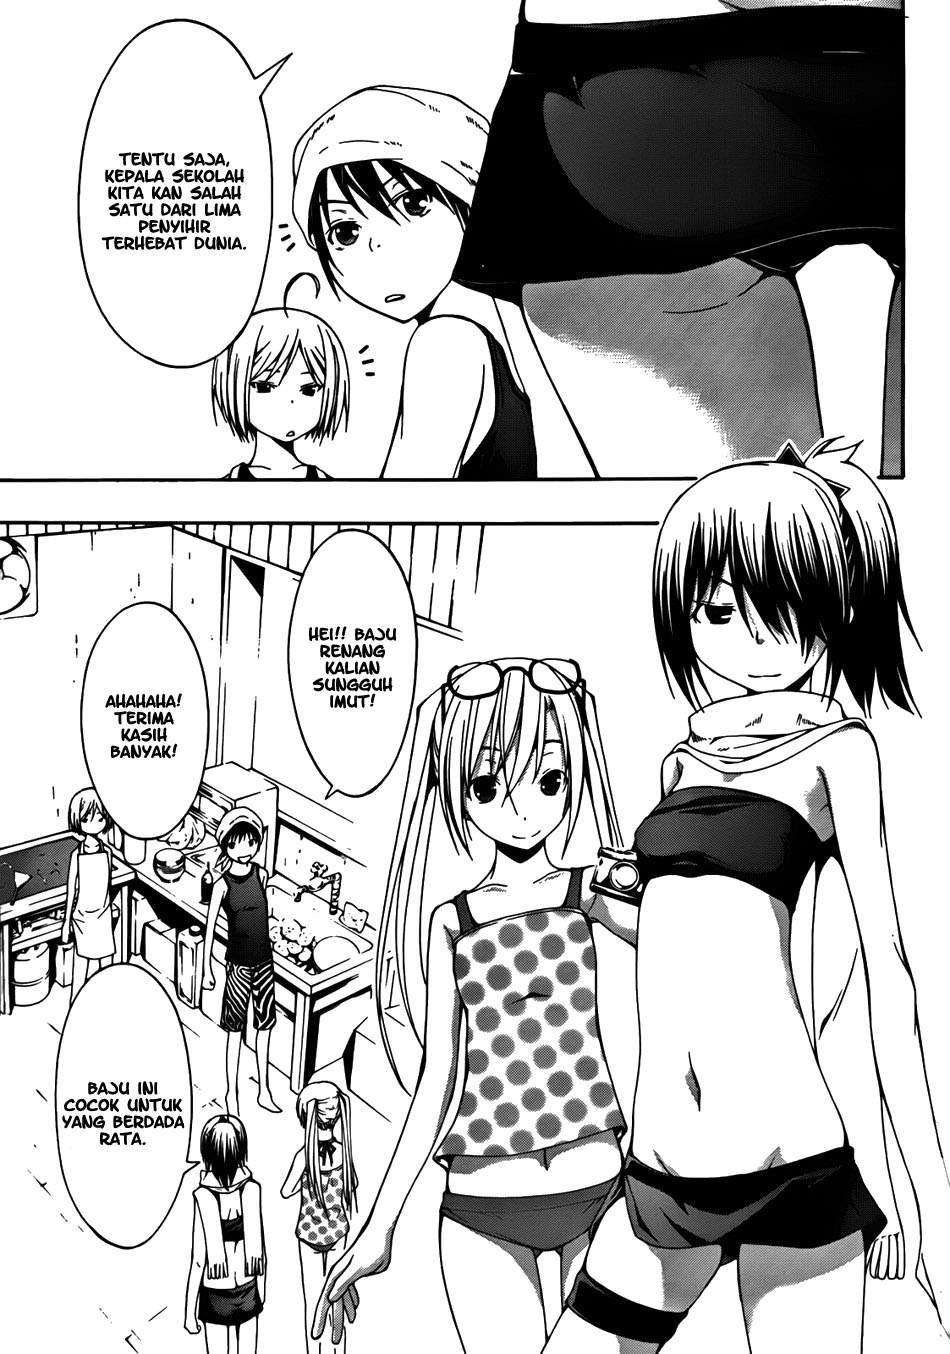 TENTU SAJA,
KEPALA SEKOLAH
KITA KAN SALAH
SATU DARI LIMA
PENYIHIR
TERHEBAT DUNIA.
HEI!! BAJU
RENANG
KALIAN
SUNGGUH
IMUT!
AHAHAHA!
TERIMA
KASIH
BANYAK!
BAJU INI
COCOK UNTUK
YANG BERDADA
RATA.